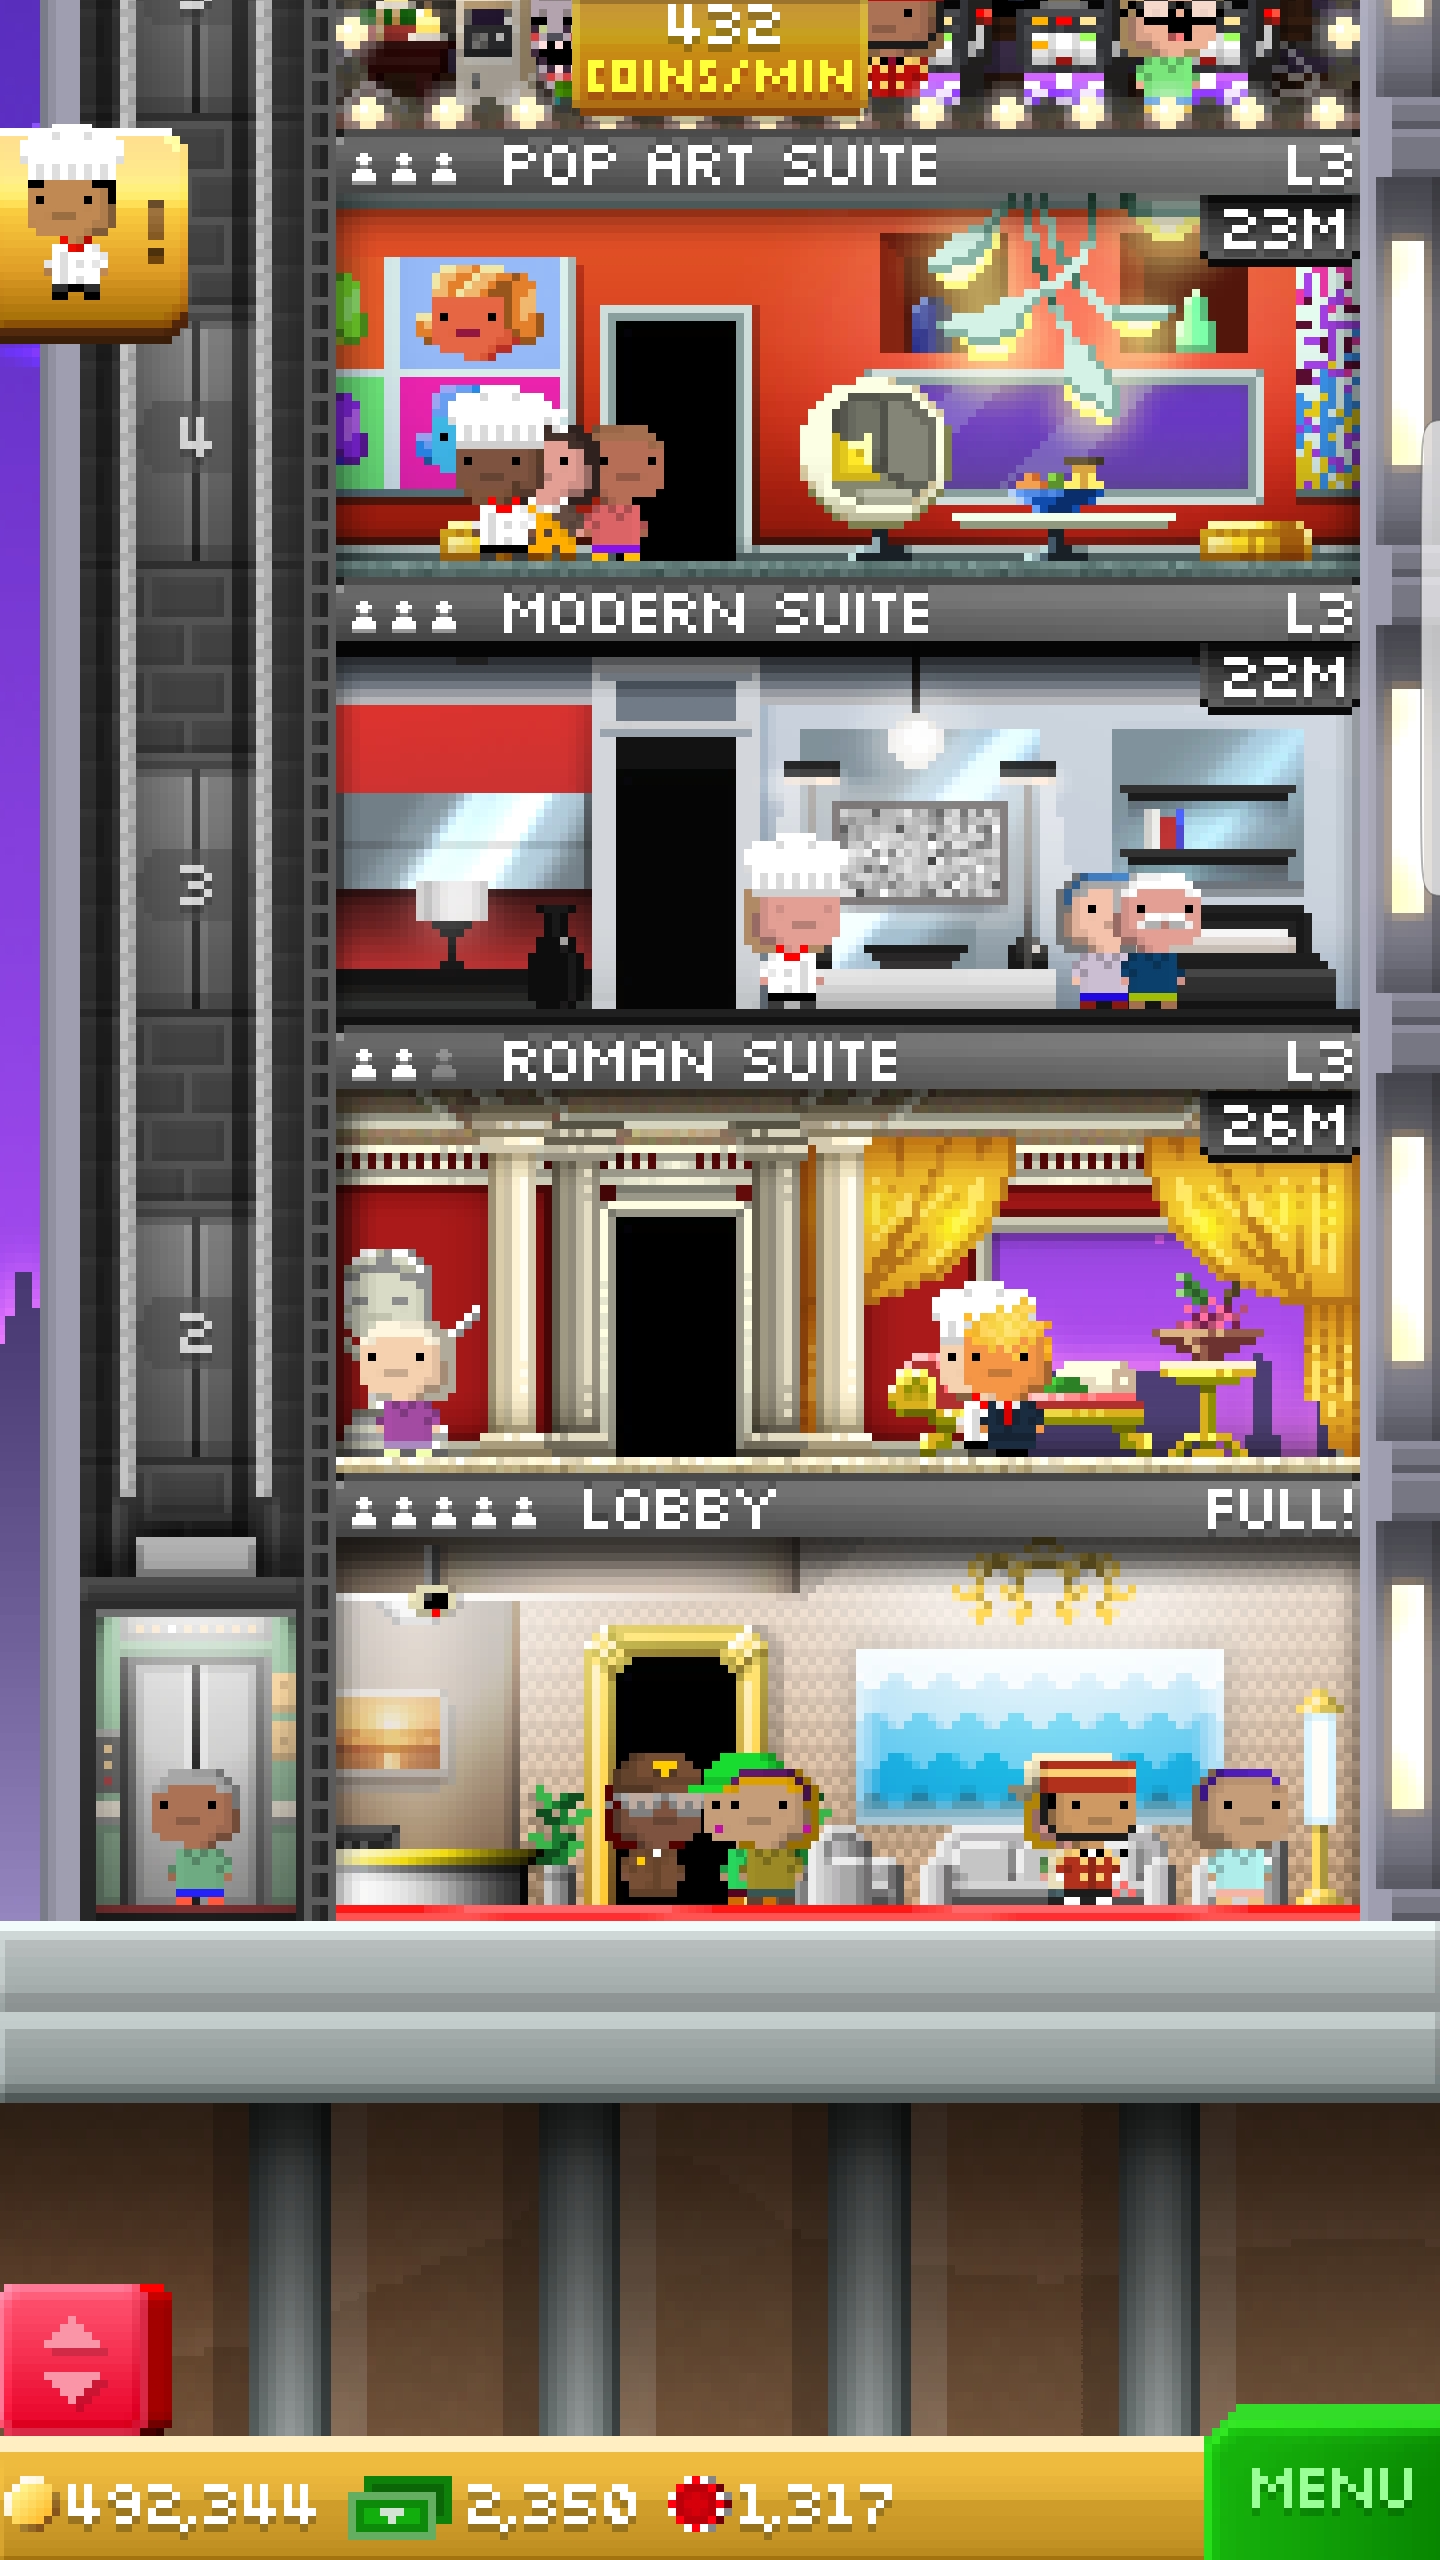 432
COINS/MIN
!
POP ART SUITE L3
23M
4
MODERN SUITE L3
22M
3
ROMAN SUITE L3
26M
2
LOBBY FULL!
492,344 2,350 1,317
MENU